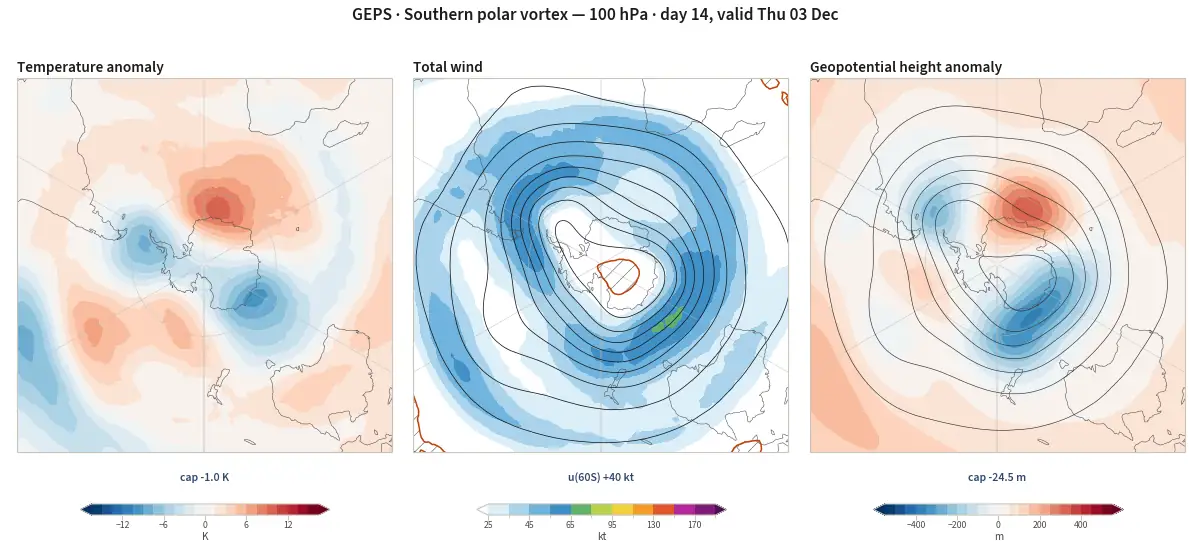 GEPS · Southern polar vortex — 100 hPa · day 14, valid Thu 03 Dec
Temperature anomaly
Total wind
Geopotential height anomaly
cap -1.0 K
u(60S) +40 kt
cap -24.5 m
−12 −6 0 6 12
K
25 45 65 95 130 170
kt
−400 −200 0 200 400
m